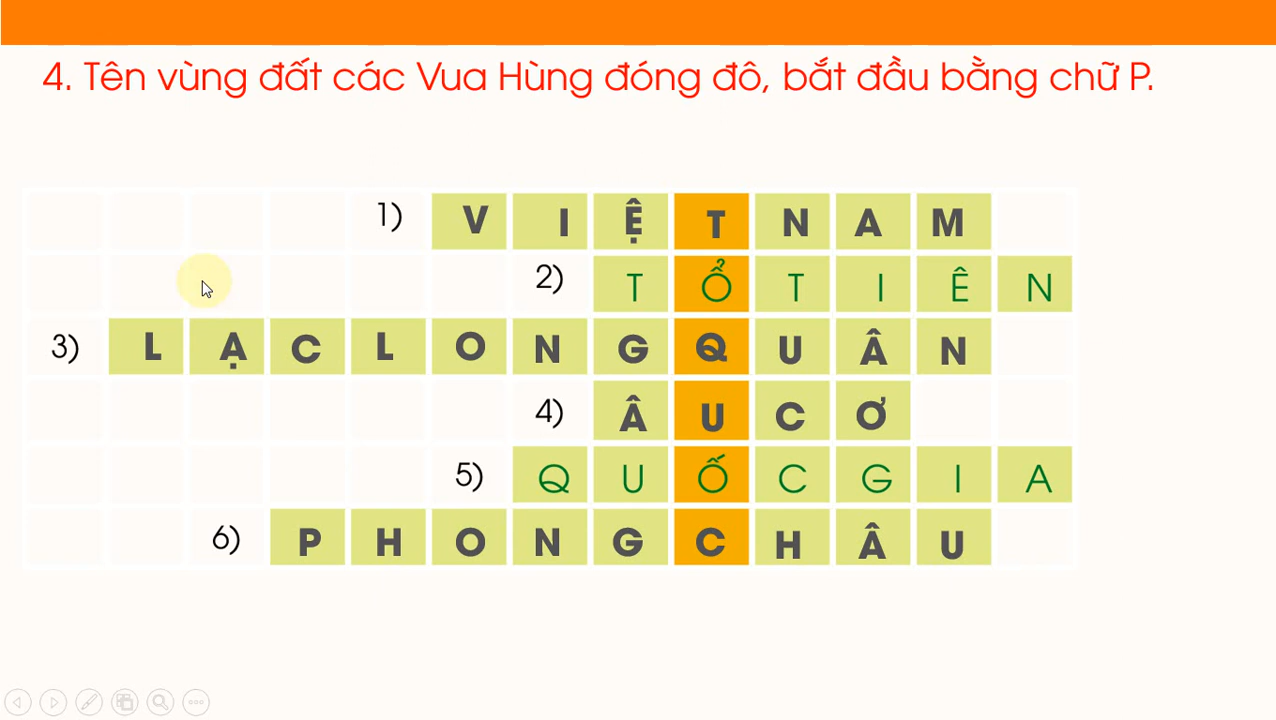 4. Tên vùng đất các Vua Hùng đóng đô, bắt đầu bằng chữ P.
1) V I Ệ T N A M
2) T Ổ T I Ê N
3) L Ạ C L O N G Q U Â N
4) Â U C Ơ
5) Q U Ố C G I A
6) P H O N G C H Â U